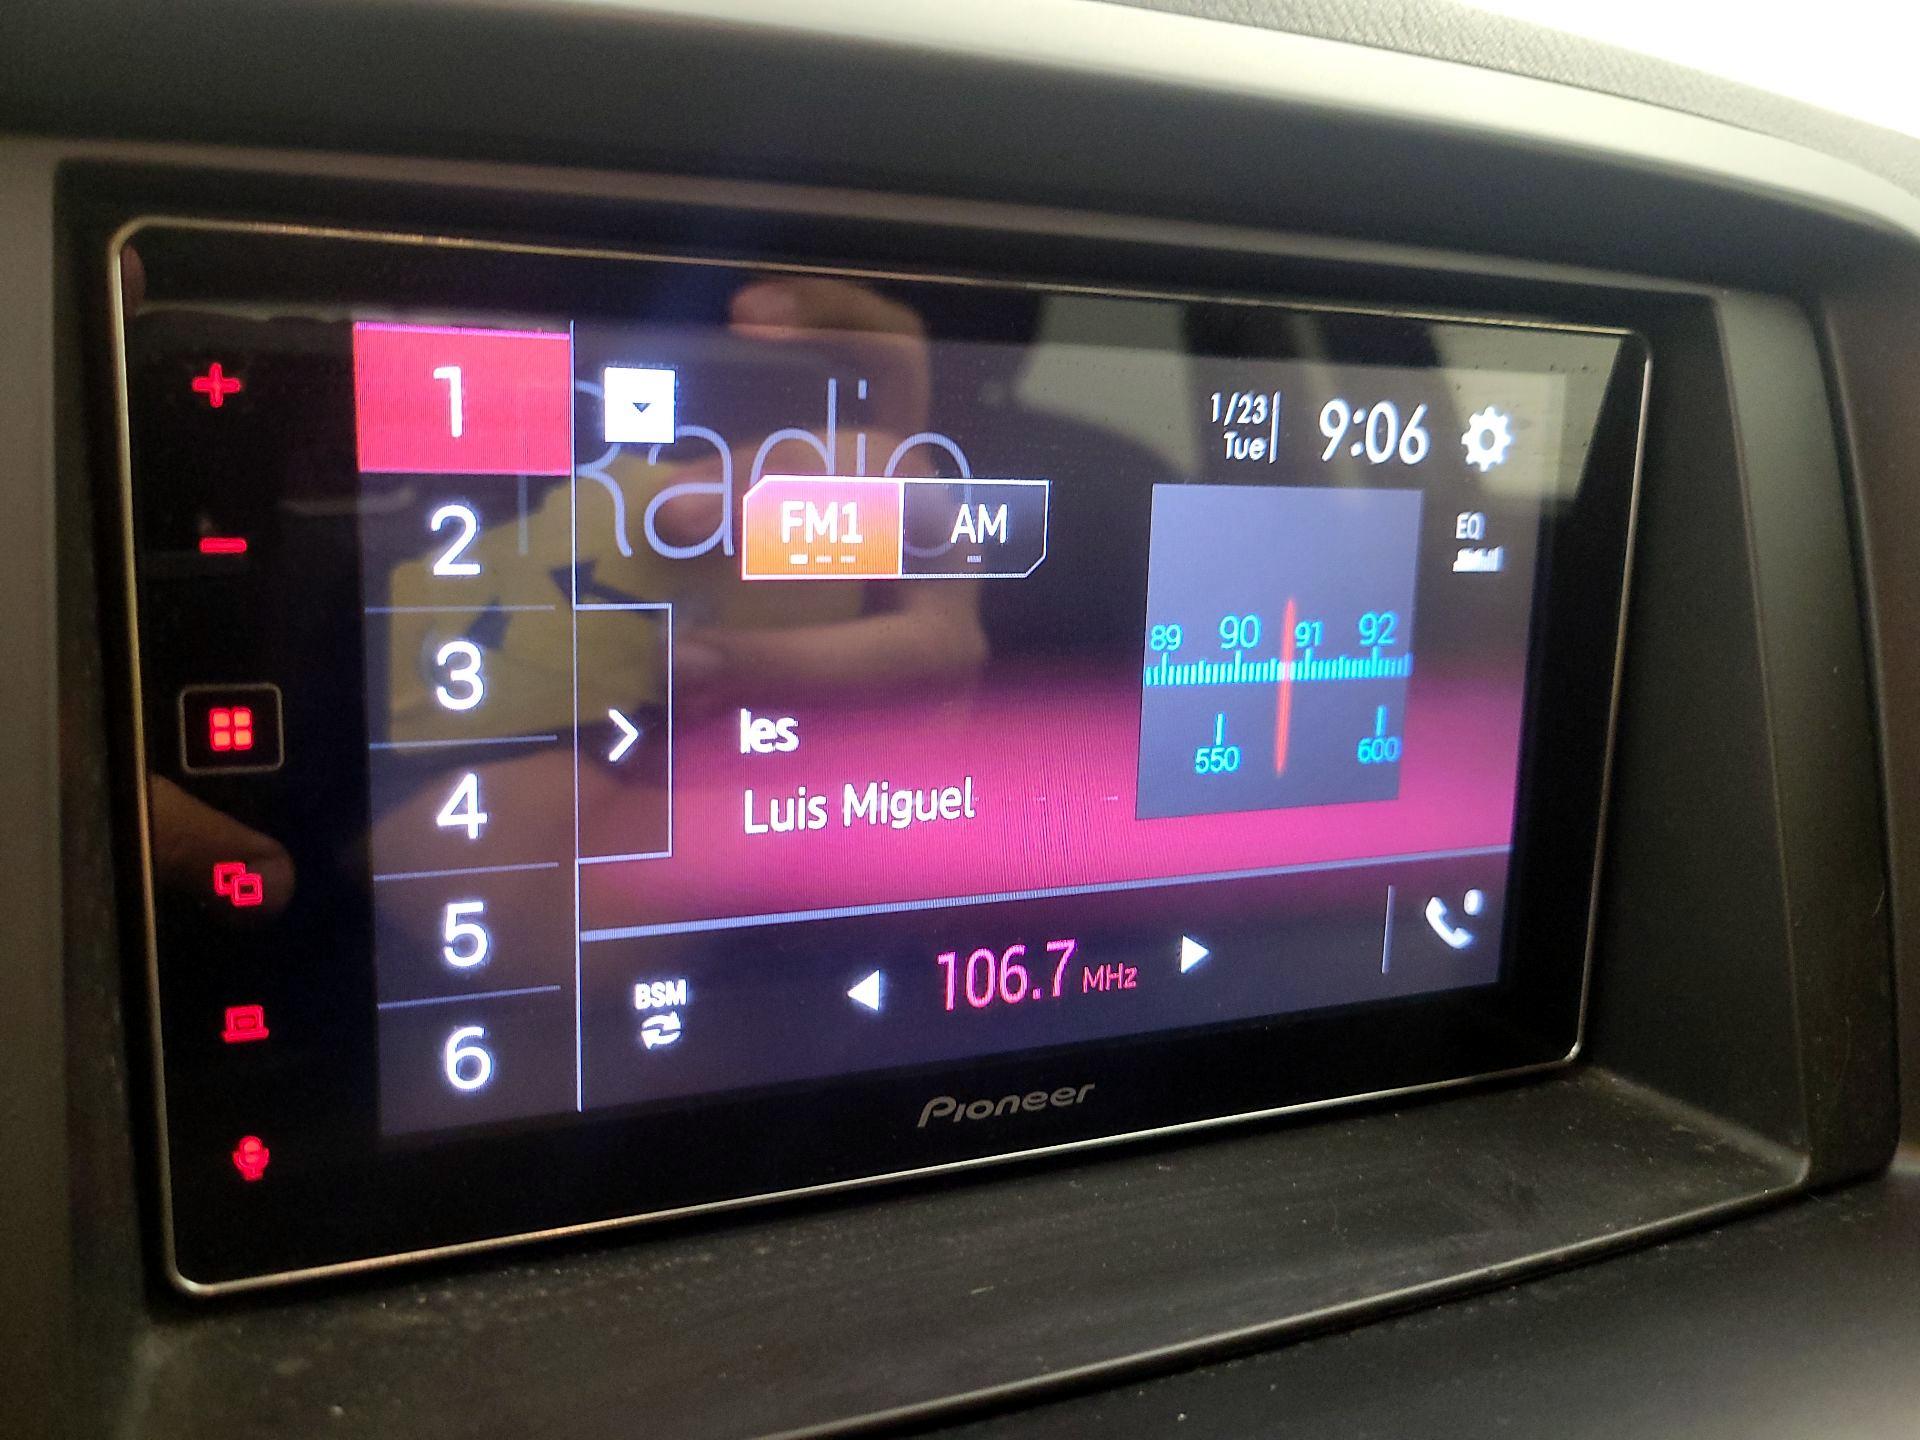 1
2
3
4
5
6
Radio
FM1
AM
1/23
Tue
9:06
EQ
89 90 91 92
550 600
les
Luis Miguel
BSM
106.7 MHz
Pioneer